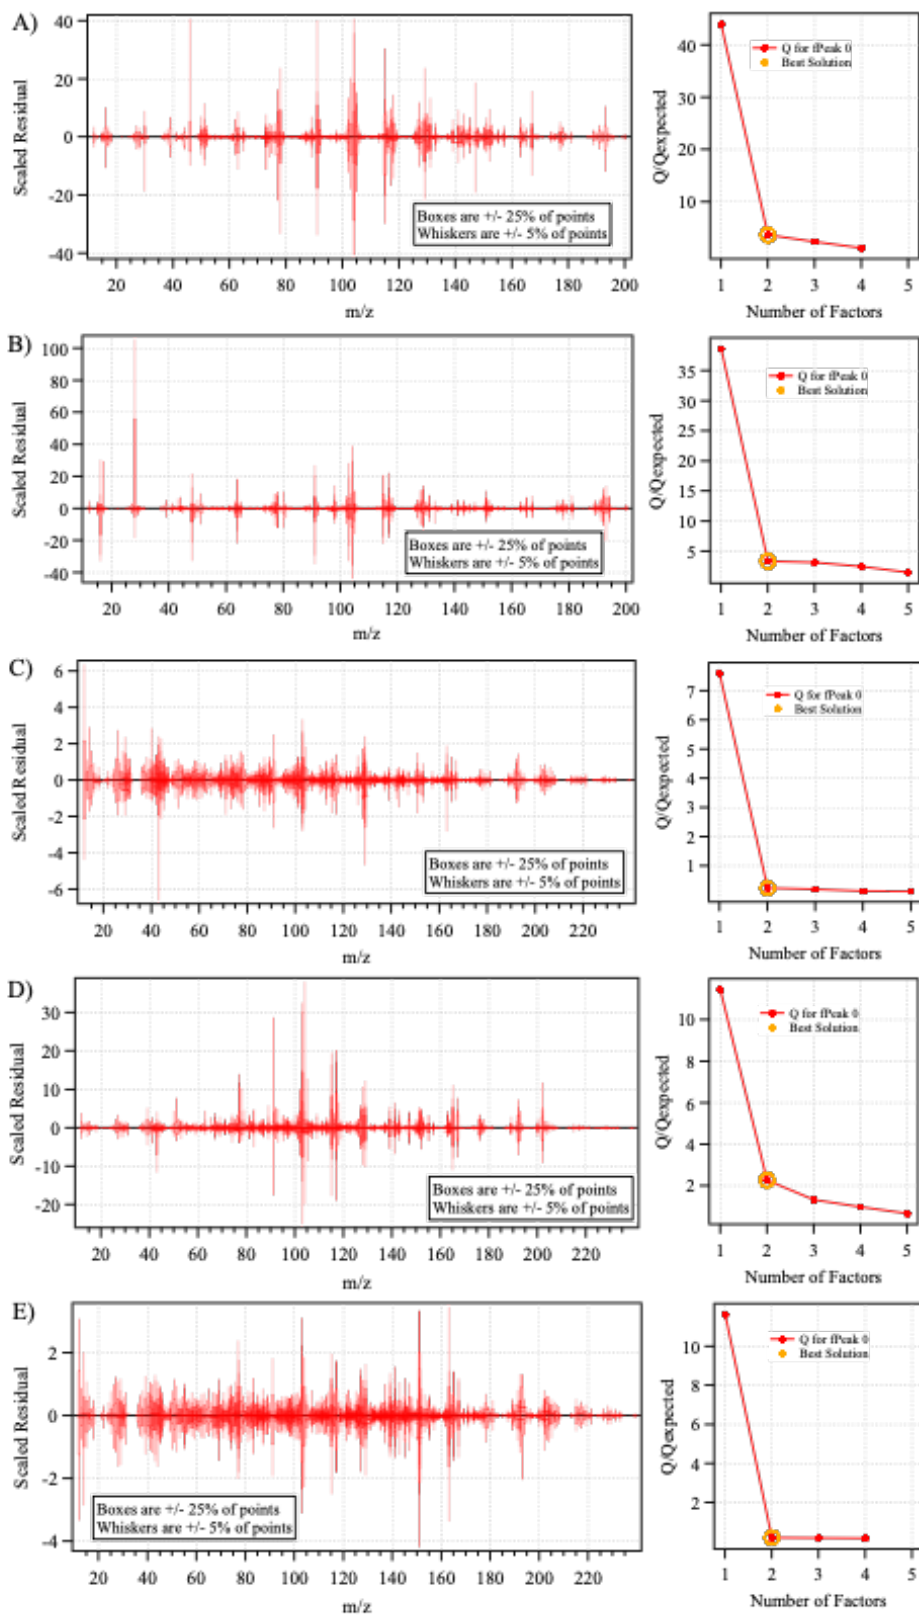 A)
Scaled Residual
40
20
0
-20
-40
Boxes are +/- 25% of points
Whiskers are +/- 5% of points
20 40 60 80 100 120 140 160 180 200
m/z
Q/Qexpected
40
30
20
10
Q for fPeak 0
Best Solution
1 2 3 4 5
Number of Factors
B)
Scaled Residual
100
80
60
40
20
0
-20
-40
Boxes are +/- 25% of points
Whiskers are +/- 5% of points
20 40 60 80 100 120 140 160 180 200
m/z
Q/Qexpected
35
30
25
20
15
10
5
Q for fPeak 0
Best Solution
1 2 3 4 5
Number of Factors
C)
Scaled Residual
6
4
2
0
-2
-4
-6
Boxes are +/- 25% of points
Whiskers are +/- 5% of points
20 40 60 80 100 120 140 160 180 200 220
m/z
Q/Qexpected
7
6
5
4
3
2
1
Q for fPeak 0
Best Solution
1 2 3 4 5
Number of Factors
D)
Scaled Residual
30
20
10
0
-10
-20
Boxes are +/- 25% of points
Whiskers are +/- 5% of points
20 40 60 80 100 120 140 160 180 200 220
m/z
Q/Qexpected
10
8
6
4
2
Q for fPeak 0
Best Solution
1 2 3 4 5
Number of Factors
E)
Scaled Residual
2
0
-2
-4
Boxes are +/- 25% of points
Whiskers are +/- 5% of points
20 40 60 80 100 120 140 160 180 200 220
m/z
Q/Qexpected
10
8
6
4
2
Q for fPeak 0
Best Solution
1 2 3 4 5
Number of Factors